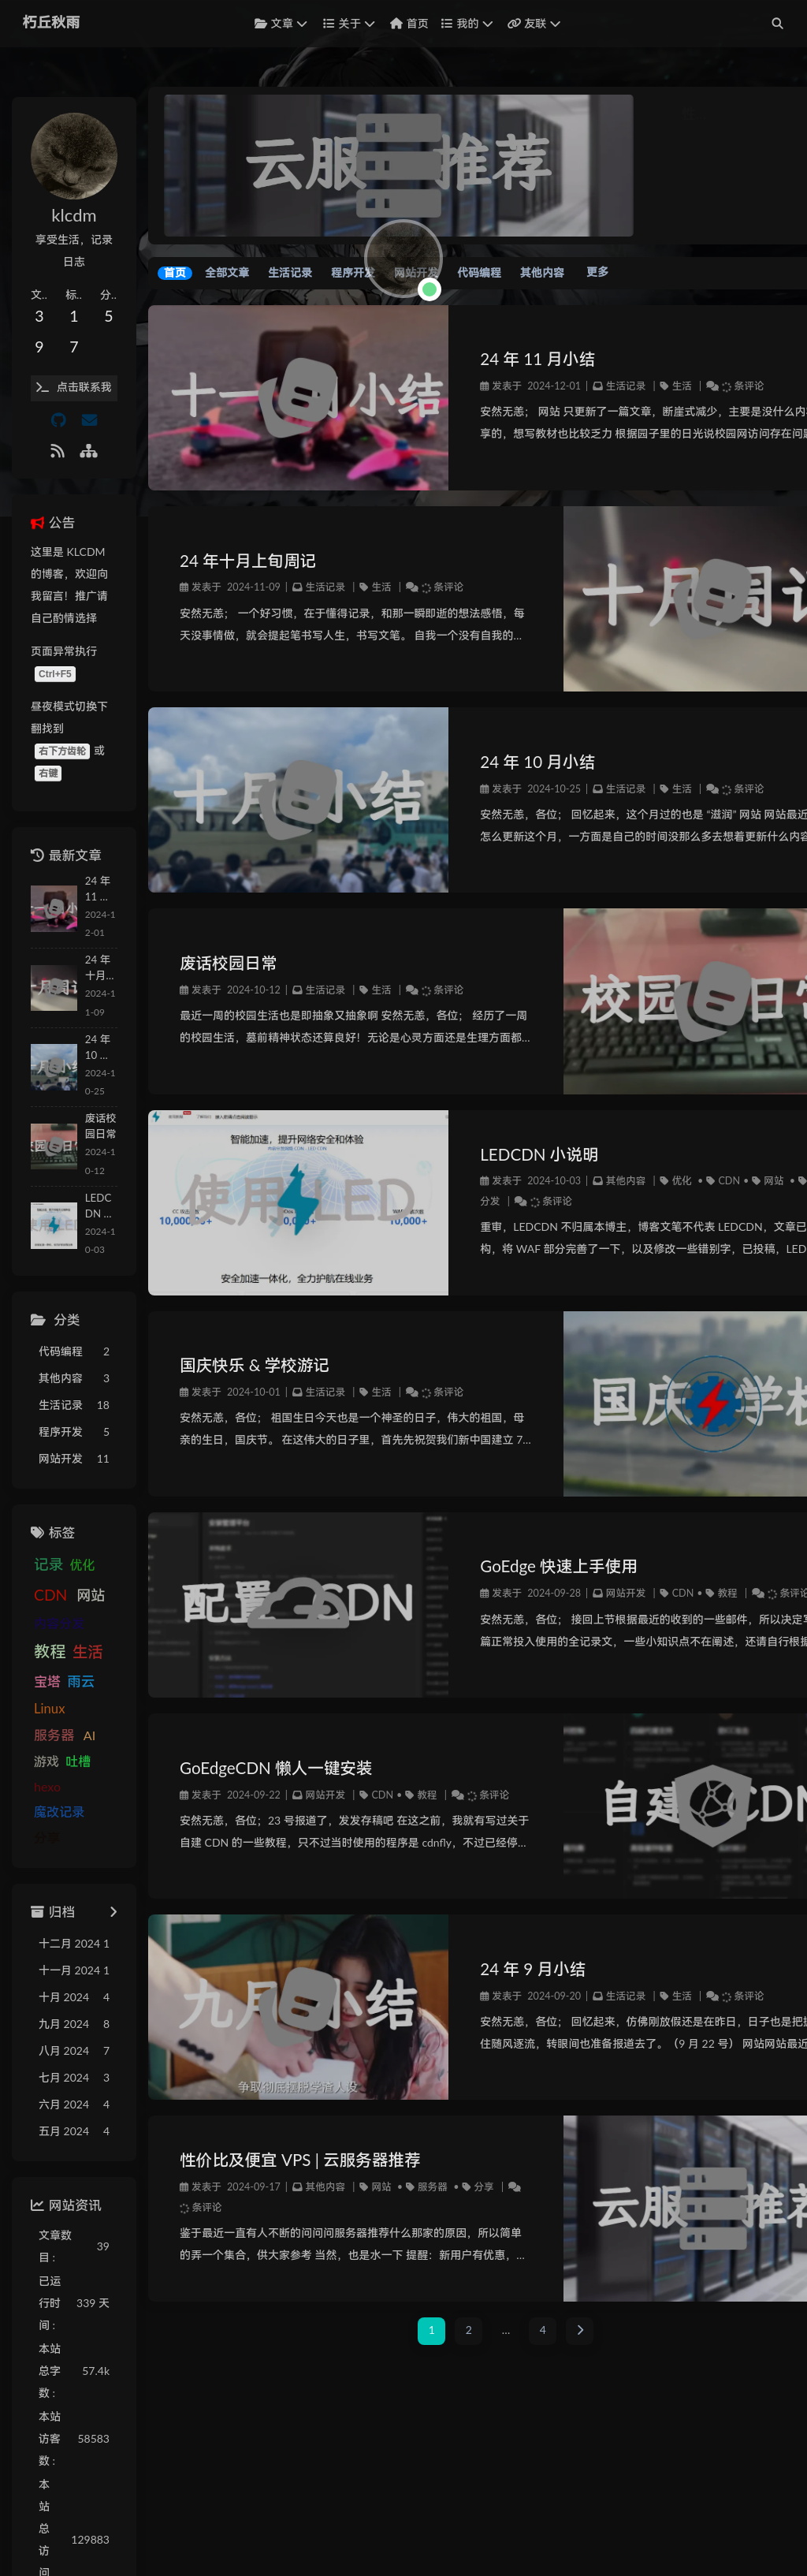 朽丘秋雨
文章
关于
首页
我的
友联
klcdm
享受生活，记录
日志
文..
标..
分..
3
1
5
9
7
点击联系我
公告
这里是 KLCDM
的博客，欢迎向
我留言！推广请
自己酌情选择
页面异常执行
Ctrl+F5
昼夜模式切换下
翻找到
右下方齿轮 或
右键
最新文章
24 年
11 ...
2024-1
2-01
24 年
十月...
2024-1
1-09
24 年
10 ...
2024-1
0-25
废话校
园日常
2024-1
0-12
LEDC
DN ...
2024-1
0-03
分类
代码编程 2
其他内容 3
生活记录 18
程序开发 5
网站开发 11
标签
记录 优化
CDN 网站
教程 生活
宝塔 雨云
Linux
服务器 AI
游戏 吐槽
hexo
魔改记录
归档
十二月 2024 1
十一月 2024 1
十月 2024 4
九月 2024 8
八月 2024 7
七月 2024 3
六月 2024 4
五月 2024 4
网站资讯
文章数
目 :
39
已运
行时
间 :
339 天
本站
总字
数 :
57.4k
本站
访客
数 :
58583
本
站
总
访
问
129883
云服 推荐
首页 全部文章 生活记录 程序开发 网站开发 代码编程 其他内容 更多
24 年 11 月小结
发表于 2024-12-01 | 生活记录 | 生活 | 条评论
安然无恙； 网站 只更新了一篇文章，断崖式减少，主要是没什么内
享的，想写教材也比较乏力 根据园子里的日光说校园网访问存在问
24 年十月上旬周记
发表于 2024-11-09 | 生活记录 | 生活 | 条评论
安然无恙； 一个好习惯，在于懂得记录，和那一瞬即逝的想法感悟，每
天没事情做，就会提起笔书写人生，书写文笔。 自我一个没有自我的...
24 年 10 月小结
发表于 2024-10-25 | 生活记录 | 生活 | 条评论
安然无恙，各位； 回忆起来，这个月过的也是 “滋润” 网站 网站最近
怎么更新这个月，一方面是自己的时间没那么多去想着更新什么内容
废话校园日常
发表于 2024-10-12 | 生活记录 | 生活 | 条评论
最近一周的校园生活也是即抽象又抽象啊 安然无恙，各位； 经历了一周
的校园生活，墓前精神状态还算良好！无论是心灵方面还是生理方面都...
智能加速，提升网络安全和体验
使用 LED
安全加速一体化，全力护航在线业务
LEDCDN 小说明
发表于 2024-10-03 | 其他内容 | 优化 • CDN • 网站 •
分发 | 条评论
重审，LEDCDN 不归属本博主，博客文笔不代表 LEDCDN，文章已
构，将 WAF 部分完善了一下，以及修改一些错别字，已投稿，LED
国庆快乐 & 学校游记
发表于 2024-10-01 | 生活记录 | 生活 | 条评论
安然无恙，各位； 祖国生日今天也是一个神圣的日子，伟大的祖国，母
亲的生日，国庆节。 在这伟大的日子里，首先先祝贺我们新中国建立 7...
GoEdge 快速上手使用
发表于 2024-09-28 | 网站开发 | CDN • 教程 | 条评论
安然无恙，各位； 接回上节根据最近的收到的一些邮件，所以决定
篇正常投入使用的全记录文，一些小知识点不在阐述，还请自行根据
GoEdgeCDN 懒人一键安装
发表于 2024-09-22 | 网站开发 | CDN • 教程 | 条评论
安然无恙，各位；23 号报道了，发发存稿吧 在这之前，我就有写过关于
自建 CDN 的一些教程，只不过当时使用的程序是 cdnfly，不过已经停...
争取彻底摆脱学渣人设
24 年 9 月小结
发表于 2024-09-20 | 生活记录 | 生活 | 条评论
安然无恙，各位； 回忆起来，仿佛刚放假还是在昨日，日子也是把
住随风逐流，转眼间也准备报道去了。（9 月 22 号） 网站网站最近
性价比及便宜 VPS | 云服务器推荐
发表于 2024-09-17 | 其他内容 | 网站 • 服务器 • 分享 |
条评论
鉴于最近一直有人不断的问问问服务器推荐什么那家的原因，所以简单
的弄一个集合，供大家参考 当然，也是水一下 提醒：新用户有优惠，...
1 2 ... 4